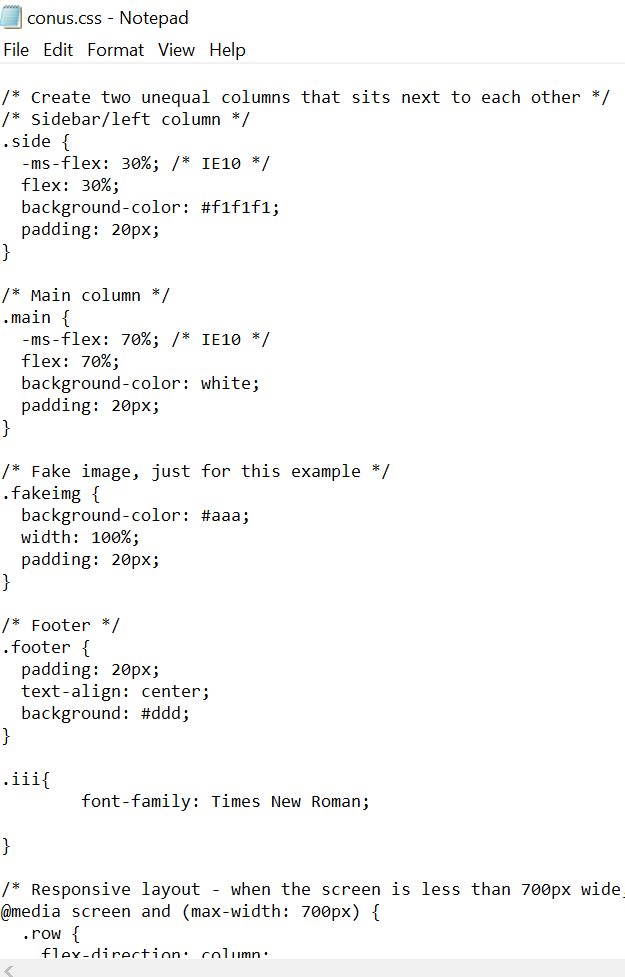 conus.css - Notepad
File Edit Format View Help
/* Create two unequal columns that sits next to each other */
/* Sidebar/left column */
.side {
  -ms-flex: 30%; /* IE10 */
  flex: 30%;
  background-color: #f1f1f1;
  padding: 20px;
}

/* Main column */
.main {
  -ms-flex: 70%; /* IE10 */
  flex: 70%;
  background-color: white;
  padding: 20px;
}

/* Fake image, just for this example */
.fakeimg {
  background-color: #aaa;
  width: 100%;
  padding: 20px;
}

/* Footer */
.footer {
  padding: 20px;
  text-align: center;
  background: #ddd;
}

.iii{
        font-family: Times New Roman;

}

/* Responsive layout - when the screen is less than 700px wide,
@media screen and (max-width: 700px) {
  .row {
    flex-direction: column;